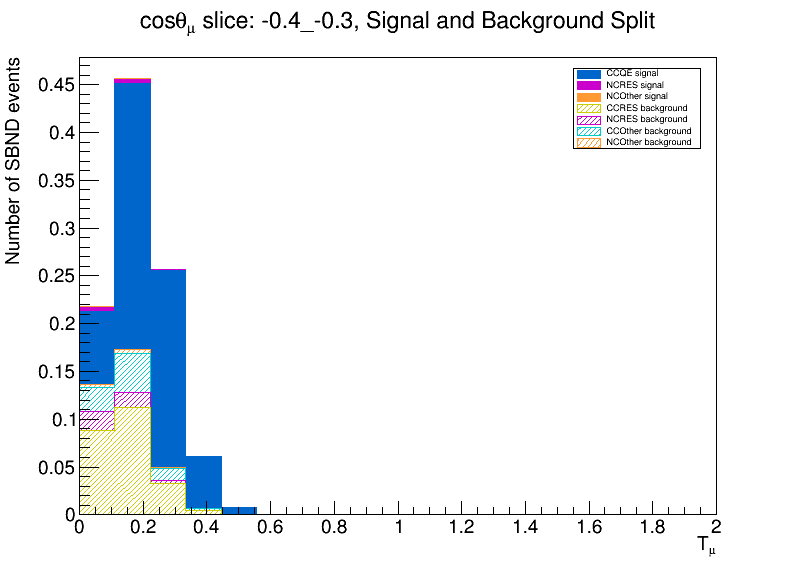 cosθμ slice: -0.4_-0.3, Signal and Background Split
Number of SBND events
CCQE signal
NCRES signal
NCOther signal
CCRES background
NCRES background
CCOther background
NCOther background
0.45
0.4
0.35
0.3
0.25
0.2
0.15
0.1
0.05
0
0 0.2 0.4 0.6 0.8 1 1.2 1.4 1.6 1.8 2
Tμ